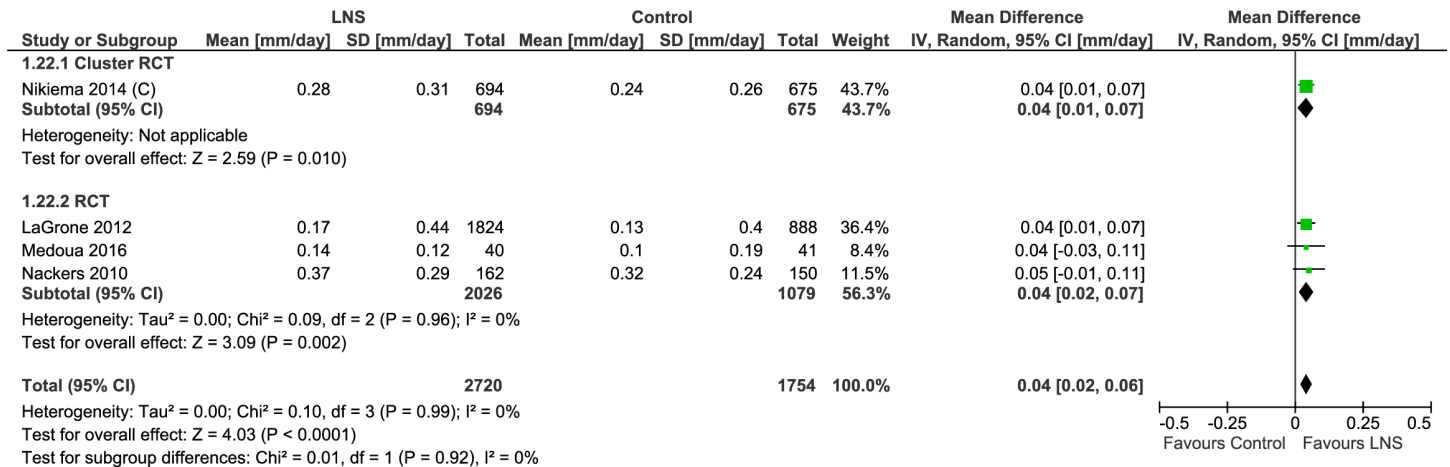 LNS Control Mean Difference Mean Difference
Study or Subgroup Mean [mm/day] SD [mm/day] Total Mean [mm/day] SD [mm/day] Total Weight IV, Random, 95% CI [mm/day] IV, Random, 95% CI [mm/day]
1.22.1 Cluster RCT
Nikiema 2014 (C) 0.28 0.31 694 0.24 0.26 675 43.7% 0.04 [0.01, 0.07]
Subtotal (95% CI) 694 675 43.7% 0.04 [0.01, 0.07]
Heterogeneity: Not applicable
Test for overall effect: Z = 2.59 (P = 0.010)
1.22.2 RCT
LaGrone 2012 0.17 0.44 1824 0.13 0.4 888 36.4% 0.04 [0.01, 0.07]
Medoua 2016 0.14 0.12 40 0.1 0.19 41 8.4% 0.04 [-0.03, 0.11]
Nackers 2010 0.37 0.29 162 0.32 0.24 150 11.5% 0.05 [-0.01, 0.11]
Subtotal (95% CI) 2026 1079 56.3% 0.04 [0.02, 0.07]
Heterogeneity: Tau² = 0.00; Chi² = 0.09, df = 2 (P = 0.96); I² = 0%
Test for overall effect: Z = 3.09 (P = 0.002)
Total (95% CI) 2720 1754 100.0% 0.04 [0.02, 0.06]
Heterogeneity: Tau² = 0.00; Chi² = 0.10, df = 3 (P = 0.99); I² = 0%
Test for overall effect: Z = 4.03 (P < 0.0001)
Test for subgroup differences: Chi² = 0.01, df = 1 (P = 0.92), I² = 0%
-0.5 -0.25 0 0.25 0.5
Favours Control Favours LNS